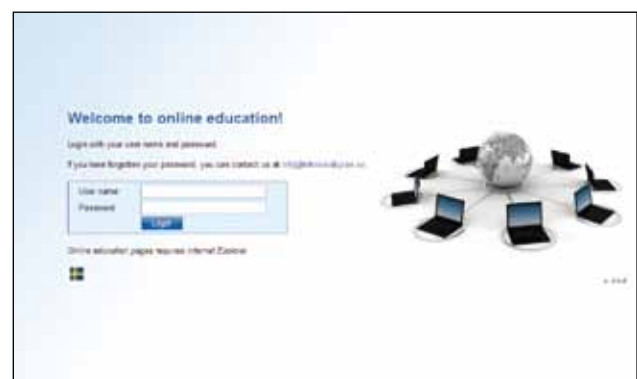 Welcome to online education!
Login with your user name and password.
If you have forgotten your password, you can contact us at
User name
Password
Login
Online education pages requires Internet Explorer